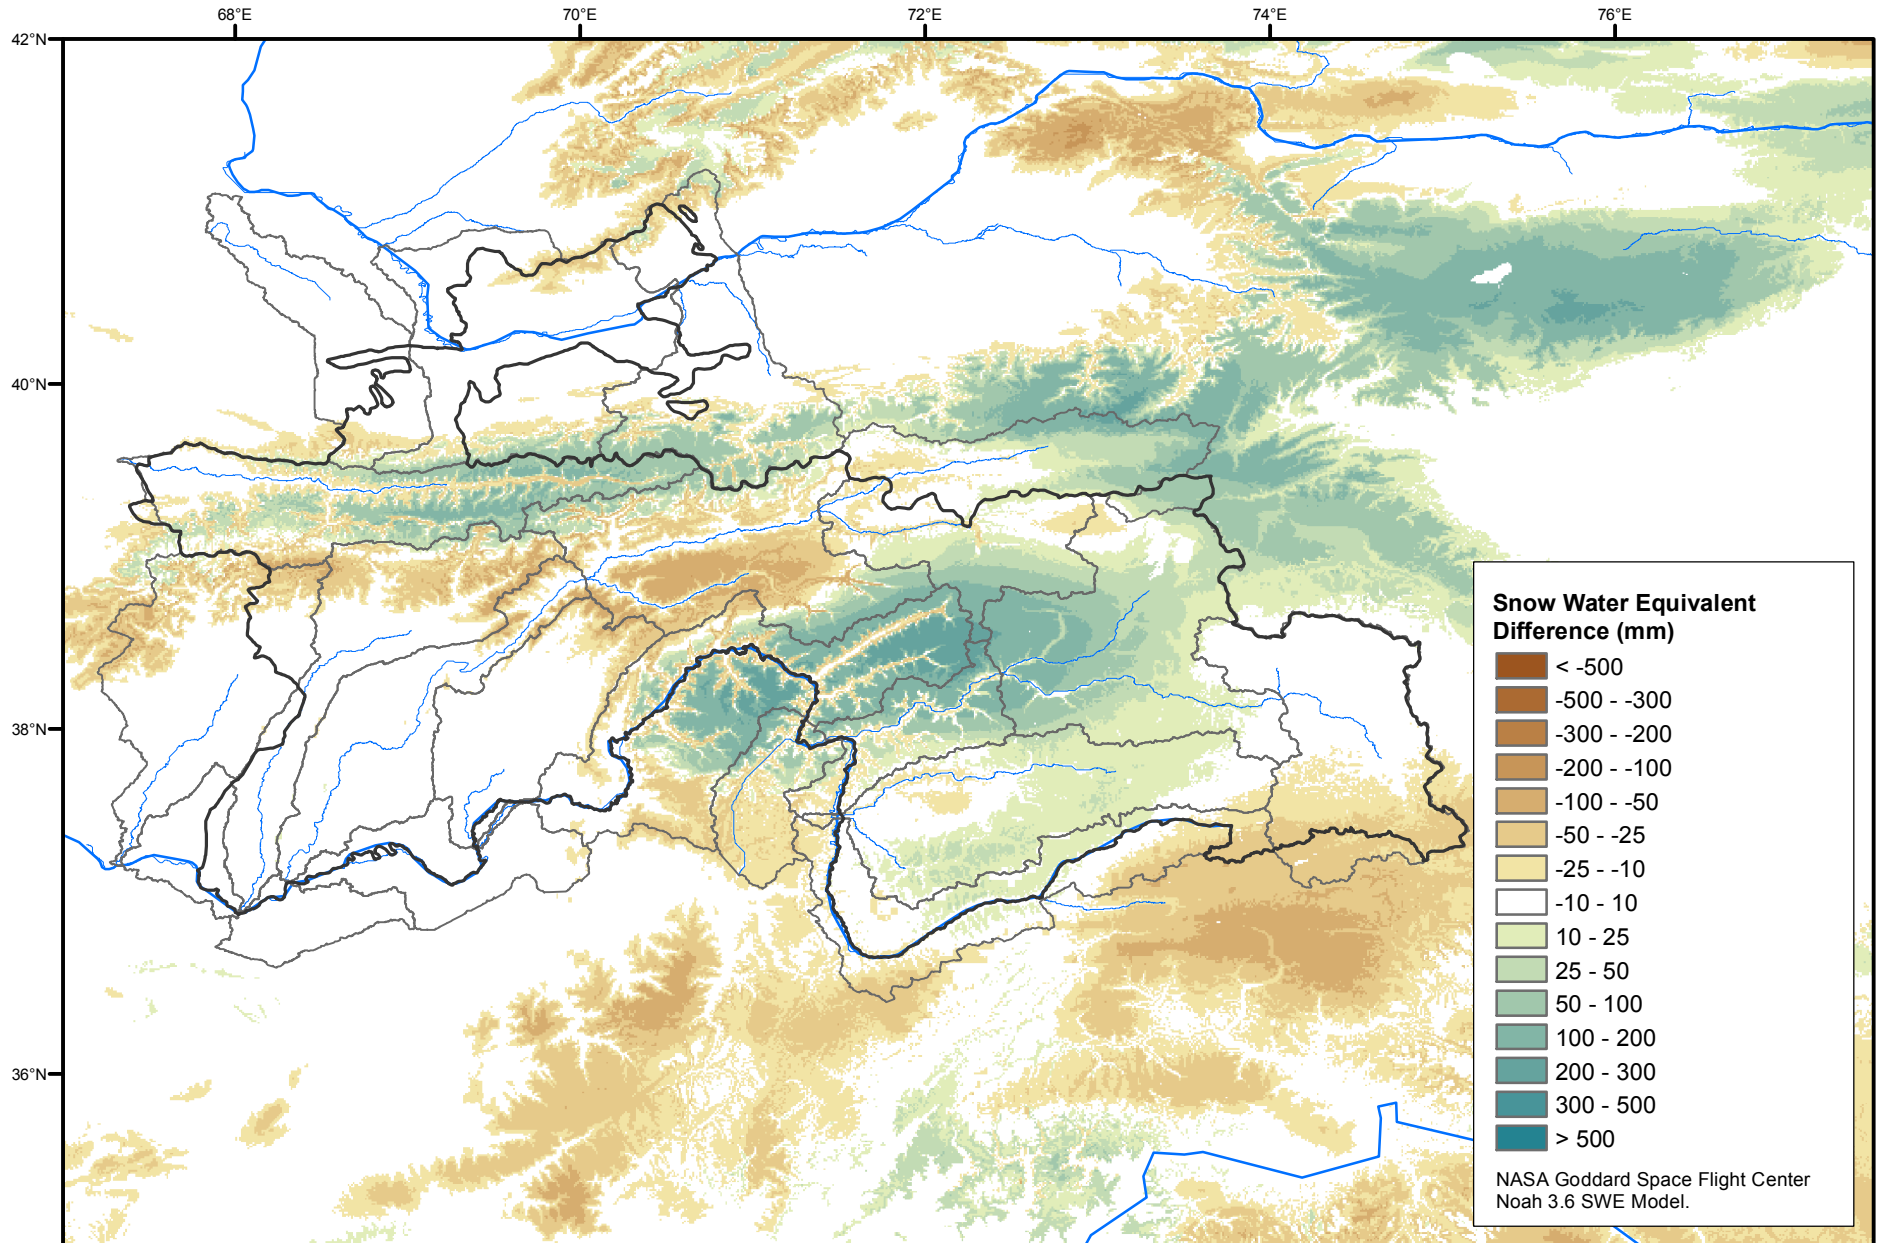 68°E 70°E 72°E 74°E 76°E
42°N
40°N
38°N
36°N
Snow Water Equivalent
Difference (mm)
< -500
-500 - -300
-300 - -200
-200 - -100
-100 - -50
-50 - -25
-25 - -10
-10 - 10
10 - 25
25 - 50
50 - 100
100 - 200
200 - 300
300 - 500
> 500
NASA Goddard Space Flight Center
Noah 3.6 SWE Model.